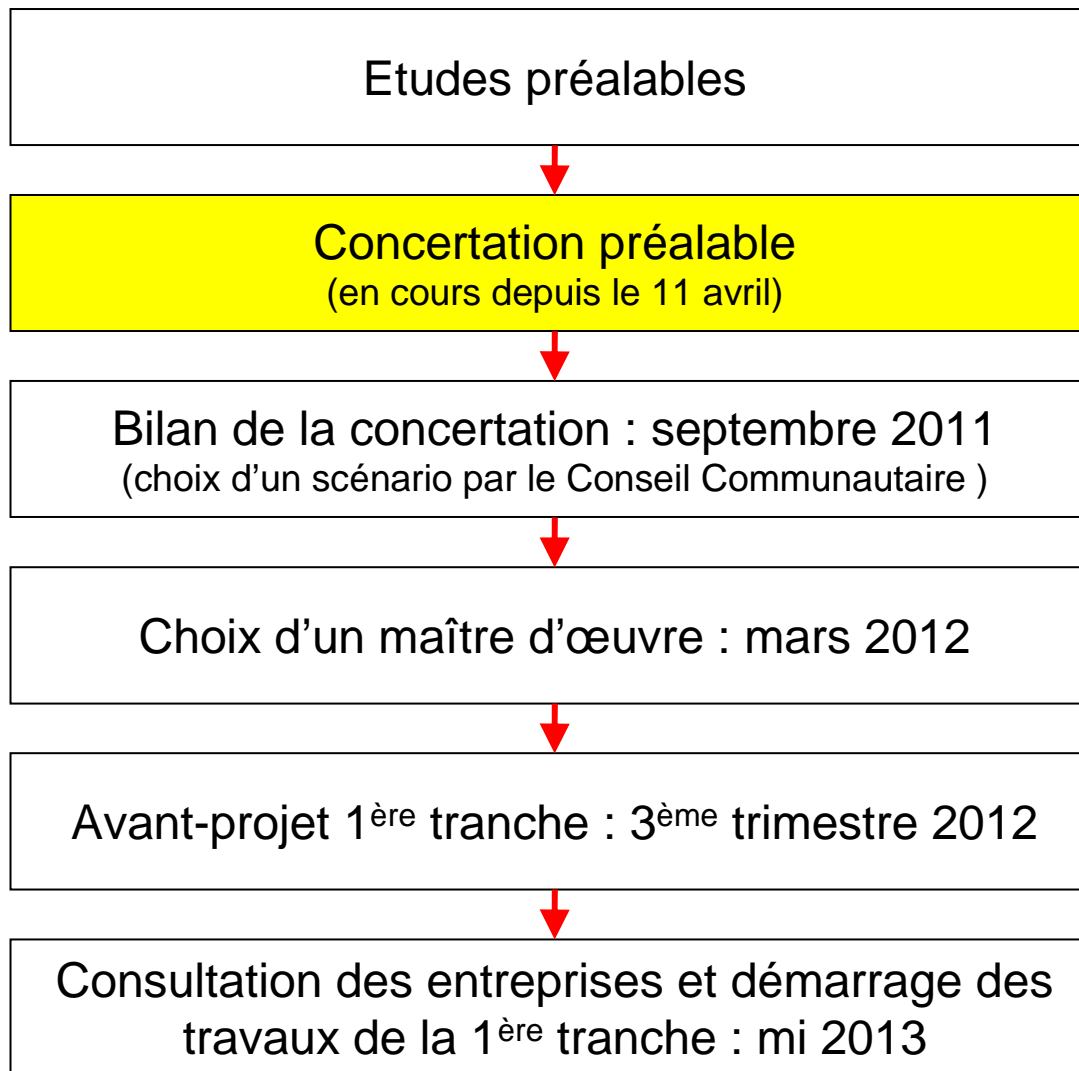 Etudes préalables
Concertation préalable
(en cours depuis le 11 avril)
Bilan de la concertation : septembre 2011
(choix d’un scénario par le Conseil Communautaire )
Choix d’un maître d’œuvre : mars 2012
Avant-projet 1ère tranche : 3ème trimestre 2012
Consultation des entreprises et démarrage des
travaux de la 1ère tranche : mi 2013